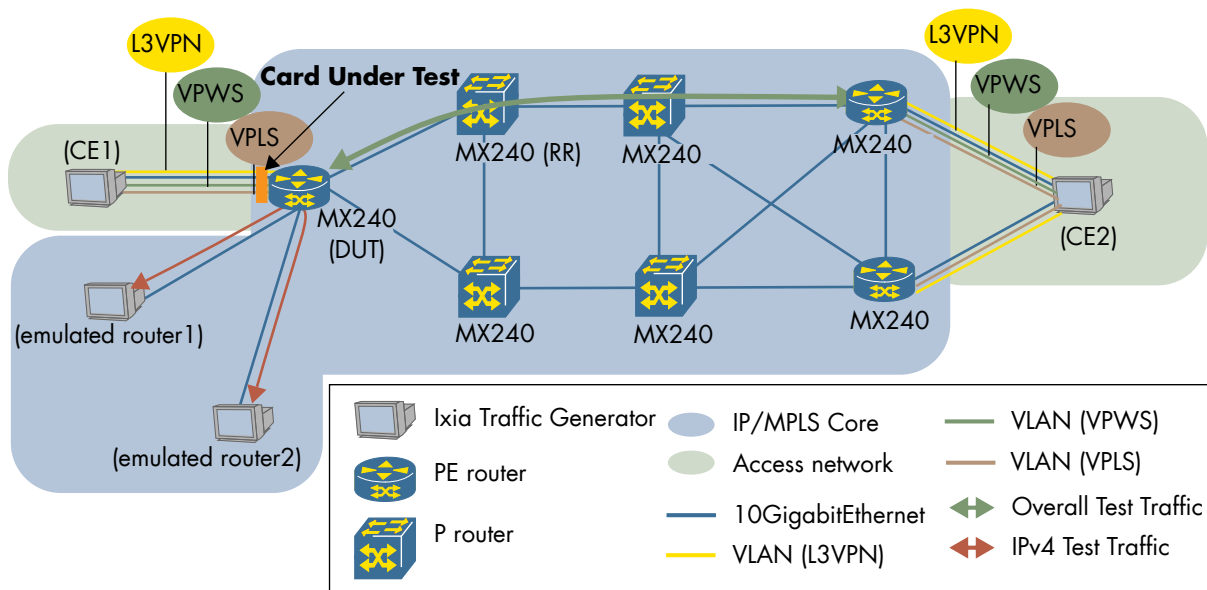 L3VPN
VPWS
VPLS
Card Under Test
(CE1)
MX240
(DUT)
MX240 (RR)
MX240
MX240
MX240
MX240
MX240
L3VPN
VPWS
VPLS
(CE2)
(emulated router1)
(emulated router2)
Ixia Traffic Generator
PE router
P router
IP/MPLS Core
Access network
10GigabitEthernet
VLAN (L3VPN)
VLAN (VPWS)
VLAN (VPLS)
Overall Test Traffic
IPv4 Test Traffic